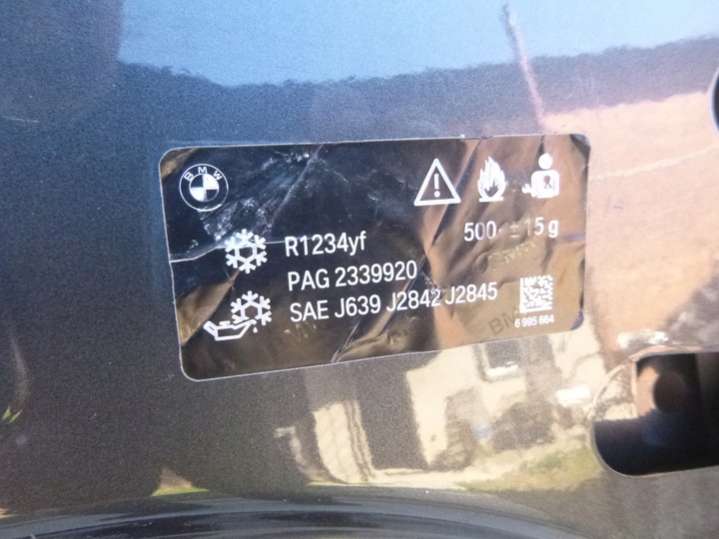 BMW
R1234yf 500 ± 15 g
PAG 2339920
SAE J639 J2842 J2845
6 995 664